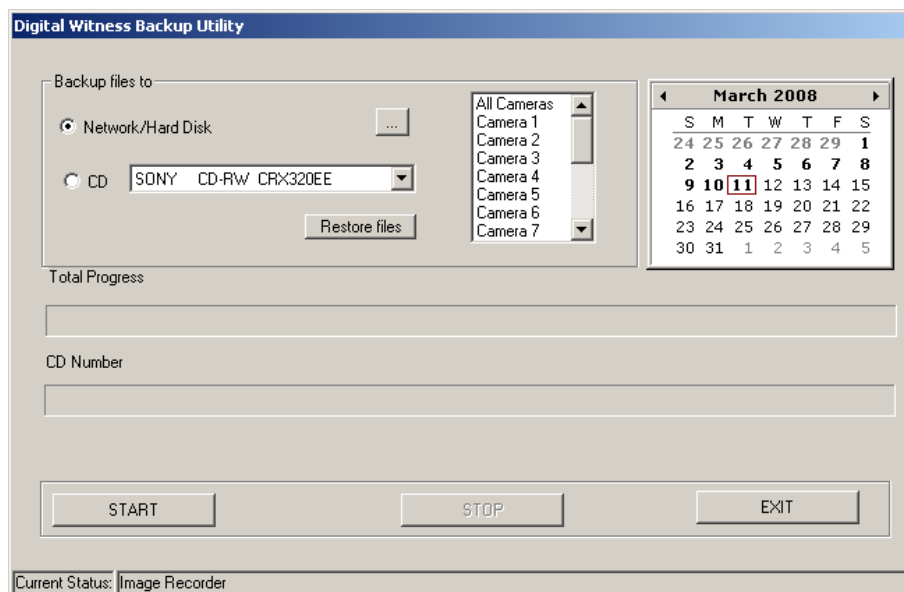 Digital Witness Backup Utility
Backup files to
Network/Hard Disk
...
CD
SONY CD-RW CRX320EE
Restore files
All Cameras
Camera 1
Camera 2
Camera 3
Camera 4
Camera 5
Camera 6
Camera 7
March 2008
S M T W T F S
24 25 26 27 28 29 1
2 3 4 5 6 7 8
9 10 11 12 13 14 15
16 17 18 19 20 21 22
23 24 25 26 27 28 29
30 31 1 2 3 4 5
Total Progress
CD Number
START
STOP
EXIT
Current Status: Image Recorder